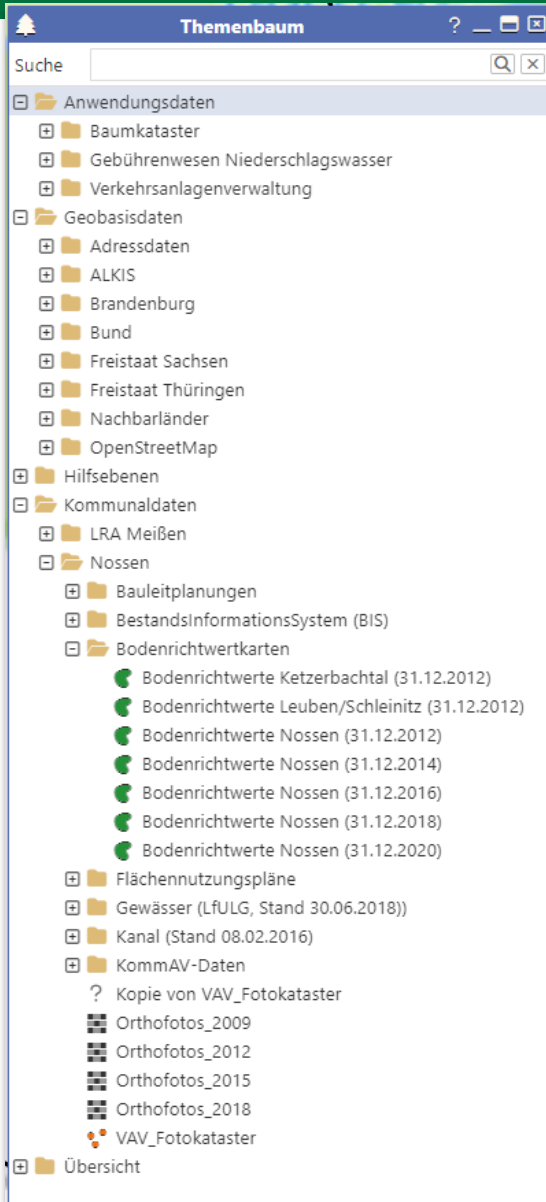 Themenbaum ?
Suche
Anwendungsdaten
Baumkataster
Gebührenwesen Niederschlagswasser
Verkehrsanlagenverwaltung
Geobasisdaten
Adressdaten
ALKIS
Brandenburg
Bund
Freistaat Sachsen
Freistaat Thüringen
Nachbarländer
OpenStreetMap
Hilfsebenen
Kommunaldaten
LRA Meißen
Nossen
Bauleitplanungen
BestandsInformationsSystem (BIS)
Bodenrichtwertkarten
Bodenrichtwerte Ketzerbachtal (31.12.2012)
Bodenrichtwerte Leuben/Schleinitz (31.12.2012)
Bodenrichtwerte Nossen (31.12.2012)
Bodenrichtwerte Nossen (31.12.2014)
Bodenrichtwerte Nossen (31.12.2016)
Bodenrichtwerte Nossen (31.12.2018)
Bodenrichtwerte Nossen (31.12.2020)
Flächennutzungspläne
Gewässer (LfULG, Stand 30.06.2018))
Kanal (Stand 08.02.2016)
KommAV-Daten
? Kopie von VAV_Fotokataster
Orthofotos_2009
Orthofotos_2012
Orthofotos_2015
Orthofotos_2018
VAV_Fotokataster
Übersicht